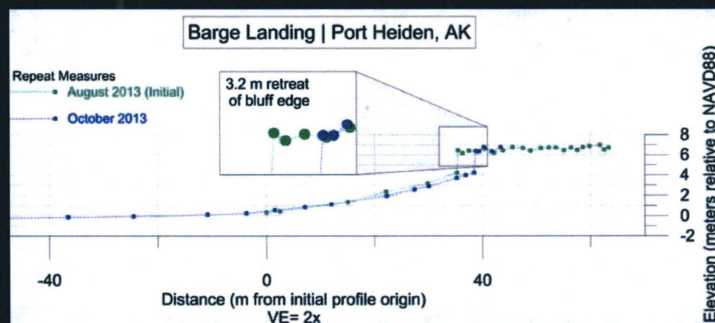 Barge Landing | Port Heiden, AK
Repeat Measures
August 2013 (Initial)
October 2013
3.2 m retreat
of bluff edge
8
6
4
2
0
-2
Elevation (meters relative to NAVD88)
-40
0
40
Distance (m from initial profile origin)
VE= 2x